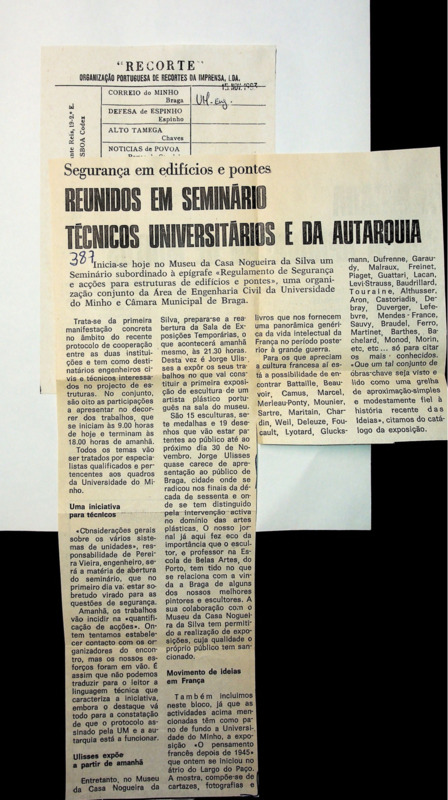 "RECORTE"
ORGANIZAÇÃO PORTUGUESA DE RECORTES DA IMPRENSA, LDA.
15 NOV. 1983
CORREIO do MINHO
Braga
DEFESA de ESPINHO
Espinho
ALTO TAMEGA
Chaves
NOTICIAS de POVOA
Reis, 19-2.º E.
SBOA Codex
Segurança em edifícios e pontes
REUNIDOS EM SEMINÁRIO
TÉCNICOS UNIVERSITÁRIOS E DA AUTARQUIA
387
Inicia-se hoje no Museu da Casa Nogueira da Silva um
Seminário subordinado à epígrafe «Regulamento de Segurança
e acções para estruturas de edifícios e pontes», uma organi-
zação conjunto da Área de Engenharia Civil da Universidade
do Minho e Câmara Municipal de Braga.
Trata-se da primeira
manifestação concreta
no âmbito do recente
protocolo de cooperação
entre as duas institui-
ções e tem como desti-
natários engenheiros ci-
vis e técnicos interessa-
dos no projecto de es-
truturas. No conjunto,
são oito as participações
a apresentar no decor-
rer dos trabalhos, que
se iniciam às 9.00 horas
de hoje e terminam às
18.00 horas de amanhã.
Todos os temas vão
ser tratados por especia-
listas qualificados e per-
tencentes aos quadros
da Universidade do Mi-
nho.
Uma iniciativa
para técnicos
«Considerações gerais
sobre os vários siste-
mas de unidades», res-
ponsabilidade de Perei-
ra Vieira, engenheiro, se-
rá a matéria de abertura
do seminário, que no
primeiro dia vai estar so-
bretudo virado para as
questões de segurança.
Amanhã, os trabalhos
vão incidir na «quantifi-
cação de acções». On-
tem tentamos estabele-
cer contacto com os or-
ganizadores do encon-
tro, mas os nossos es-
forços foram em vão. E
assim que não podemos
traduzir para o leitor a
linguagem técnica que
caracteriza a iniciativa,
embora o destaque vá
todo para a constatação
de que o protocolo as-
sinado pela UM e a au-
tarquia está a funcionar.
Ulisses expõe
a partir de amanhã
Entretanto, no Museu
da Casa Nogueira da
Silva, prepara-se a rea-
bertura da Sala de Ex-
posições Temporárias, o
que acontecerá amanhã
mesmo, às 21.30 horas.
Desta vez é Jorge Ulis-
ses a expôr os seus tra-
balhos no que vai cons-
tituir a primeira exposi-
ção de escultura de um
artista plástico portu-
guês na sala do museu.
São 15 esculturas, se-
te medalhas e 19 dese-
nhos que vão estar pa-
tentes ao público até ao
próximo dia 30 de No-
vembro. Jorge Ulisses
quase carece de apre-
sentação ao público de
Braga, cidade onde se
radicou nos finais da dé-
cada de sessenta e on-
de se tem distinguido
pela intervenção activa
no domínio das artes
plásticas. O nosso jor-
nal já aqui fez eco da
importância que o escul-
tor, e professor na Esco-
la de Belas Artes, do
Porto, tem tido no que
se relaciona com a vin-
da a Braga de alguns
dos nossos melhores
pintores e escultores. A
sua colaboração com o
Museu da Casa Noguei-
ra da Silva tem permiti-
do a realização de expo-
sições, cuja qualidade o
próprio público tem san-
cionado.
Movimento de ideias
em França
Também incluimos
neste bloco, já que as
actividades acima men-
cionadas têm como pa-
no de fundo a Universi-
dade do Minho, a expo-
sição «O pensamento
francês depois de 1945»
que ontem se iniciou no
átrio do Largo do Paço.
A mostra, compõe-se de
cartazes, fotografias e
livros que nos fornecem
uma panorâmica genéri-
ca da vida intelectual da
França no período poste-
rior à grande guerra.
Para os que apreciam
a cultura francesa aí es-
tá a possibilidade de en-
contrar Battaille, Beau-
voir, Camus, Marcel,
Merleau-Ponty, Mounier,
Sartre, Maritain, Char-
din, Weil, Deleuze, Fou-
cault, Lyotard, Glucks-
mann, Dufrenne, Garau-
dy, Malraux, Freinet,
Piaget, Guattari, Lacan,
Levi-Strauss, Baudrillard,
Touraine, Althusser,
Aron, Castoriadis, De-
bray, Duverger, Lefe-
bvre, Mendes-France,
Sauvy, Braudel, Ferro,
Martinet, Barthes, Ba-
chelard, Monod, Morin,
etc, etc... só para citar
os mais conhecidos.
«Que um tal conjunto de
obras-chave seja visto e
lido como uma grelha
de aproximação-simples
e modestamente fiel à
história recente das
Ideias», citamos do catá-
logo da exposição.